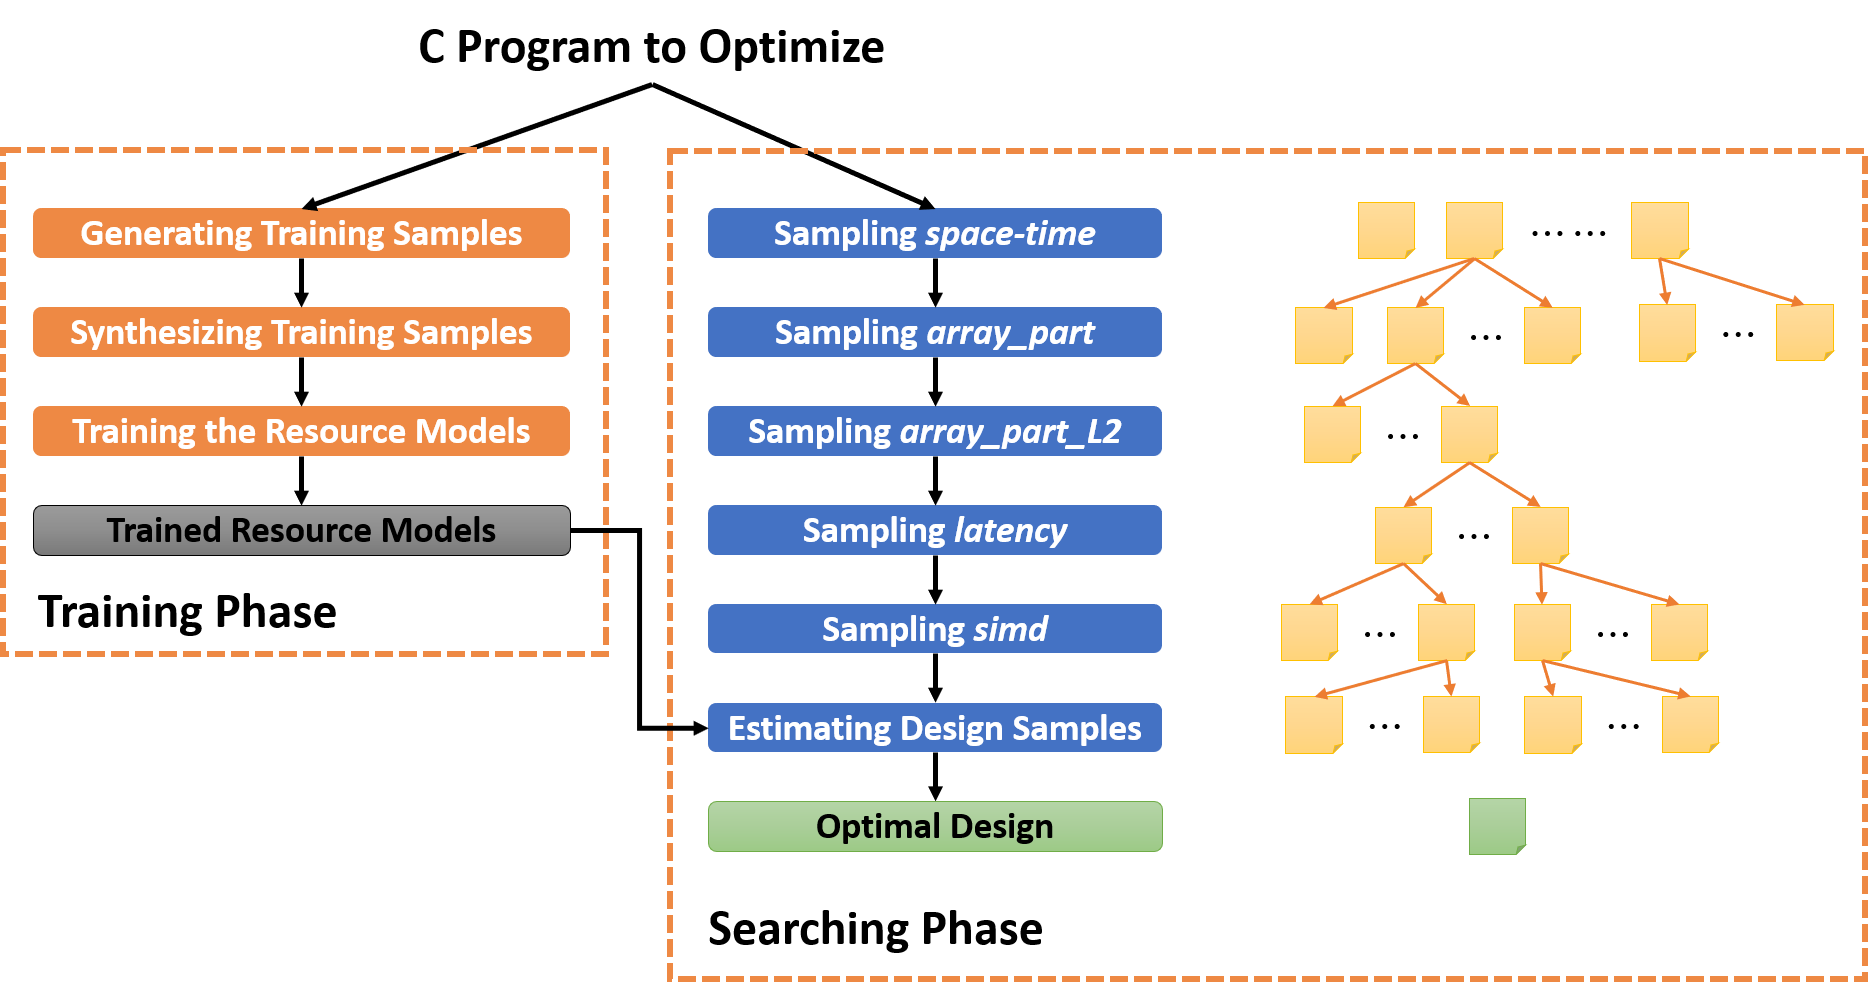 C Program to Optimize
Generating Training Samples
Synthesizing Training Samples
Training the Resource Models
Trained Resource Models
Training Phase
Sampling space-time
Sampling array_part
Sampling array_part_L2
Sampling latency
Sampling simd
Estimating Design Samples
Optimal Design
Searching Phase
... ...
...
...
...
...
...
...
...
...